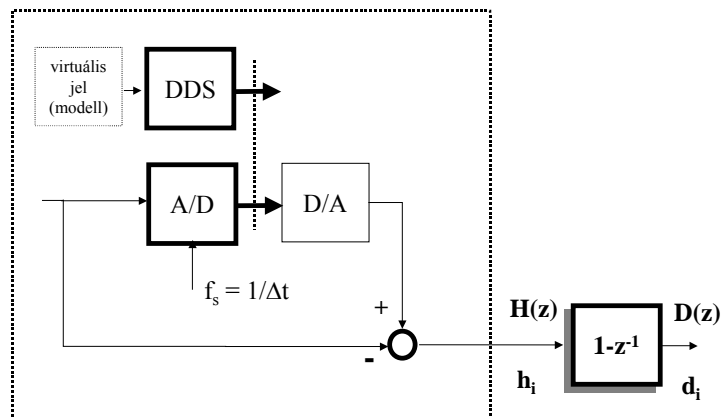 virtuális
jel
(modell)
DDS
A/D
D/A
f_s = 1/Δt
+
-
H(z)
1-z⁻¹
D(z)
h_i
d_i